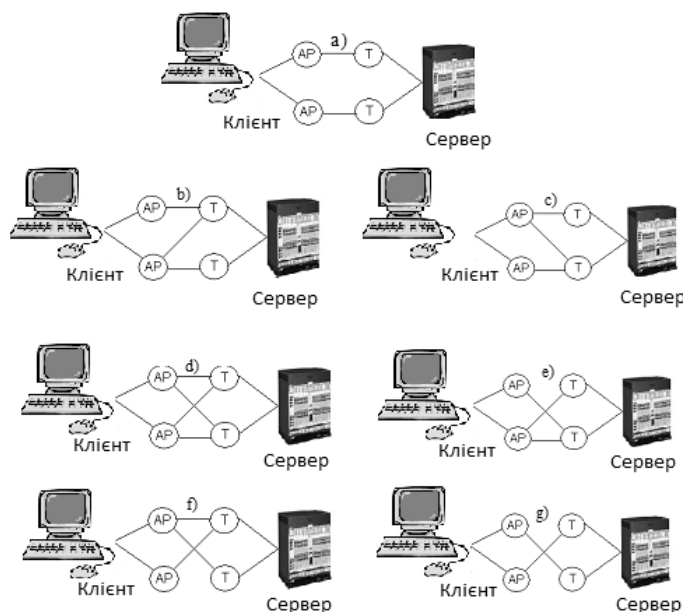 a)
AP T
AP T
Клієнт
Сервер
b)
AP T
AP T
Клієнт
Сервер
c)
AP T
AP T
Клієнт
Сервер
d)
AP T
AP T
Клієнт
Сервер
e)
AP T
AP T
Клієнт
Сервер
f)
AP T
AP T
Клієнт
Сервер
g)
AP T
AP T
Клієнт
Сервер